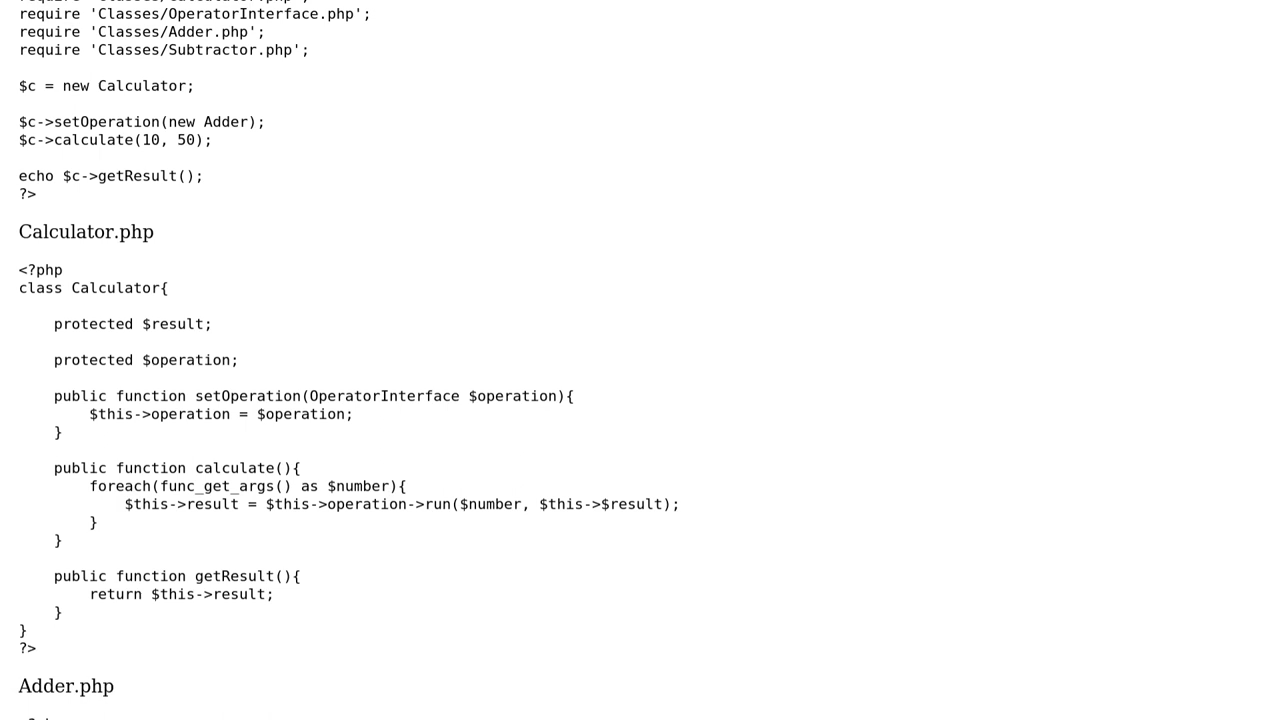 require 'Classes/OperatorInterface.php';
require 'Classes/Adder.php';
require 'Classes/Subtractor.php';

$c = new Calculator;

$c->setOperation(new Adder);
$c->calculate(10, 50);

echo $c->getResult();
?>

Calculator.php

<?php
class Calculator{

    protected $result;

    protected $operation;

    public function setOperation(OperatorInterface $operation){
        $this->operation = $operation;
    }

    public function calculate(){
        foreach(func_get_args() as $number){
            $this->result = $this->operation->run($number, $this->$result);
        }
    }

    public function getResult(){
        return $this->result;
    }
}
?>

Adder.php